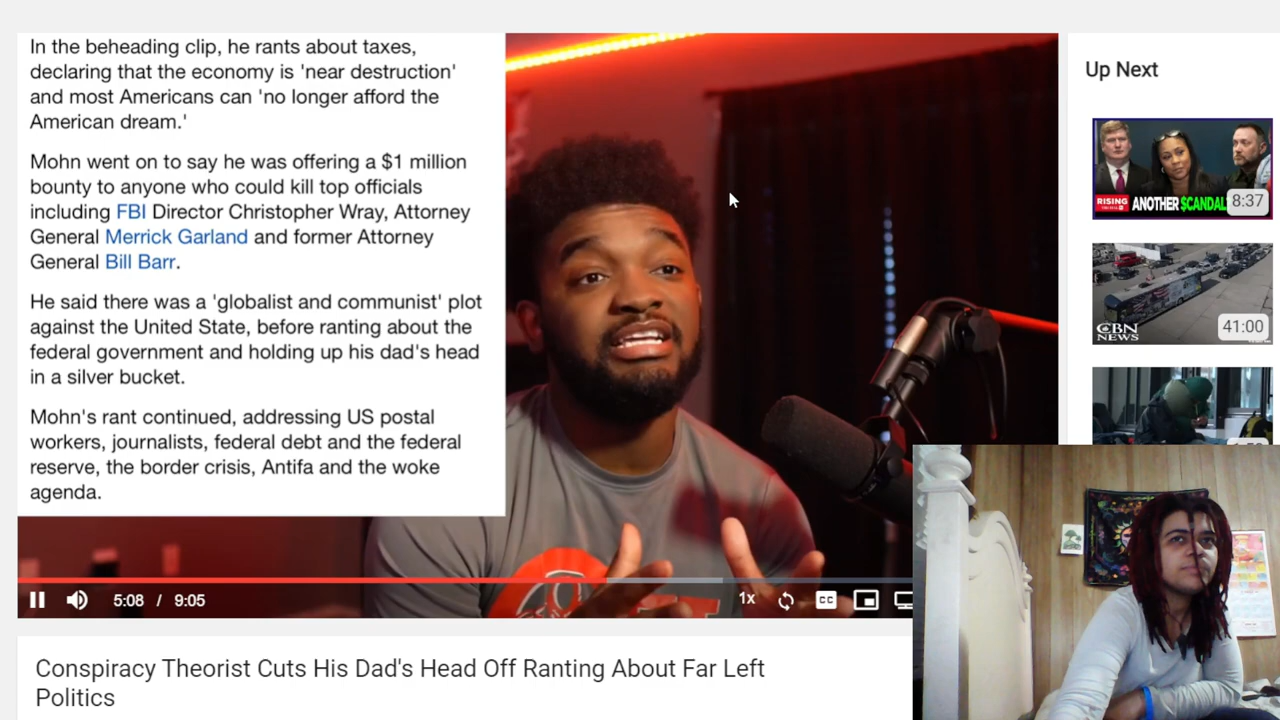 In the beheading clip, he rants about taxes,
declaring that the economy is 'near destruction'
and most Americans can 'no longer afford the
American dream.'
Mohn went on to say he was offering a $1 million
bounty to anyone who could kill top officials
including FBI Director Christopher Wray, Attorney
General Merrick Garland and former Attorney
General Bill Barr.
He said there was a 'globalist and communist' plot
against the United State, before ranting about the
federal government and holding up his dad's head
in a silver bucket.
Mohn's rant continued, addressing US postal
workers, journalists, federal debt and the federal
reserve, the border crisis, Antifa and the woke
agenda.
5:08 / 9:05
1x
CC
Conspiracy Theorist Cuts His Dad's Head Off Ranting About Far Left
Politics
Up Next
RISING
ANOTHER $CANDAL
8:37
CBN
NEWS
41:00